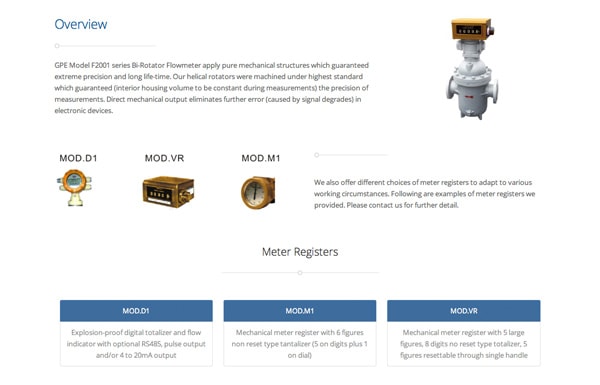 Overview
GPE Model F2001 series Bi-Rotator Flowmeter apply pure mechanical structures which guaranteed
extreme precision and long life-time. Our helical rotators were machined under highest standard
which guaranteed (interior housing volume to be constant during measurements) the precision of
measurements. Direct mechanical output eliminates further error (caused by signal degrades) in
electronic devices.
MOD.D1
MOD.VR
MOD.M1
We also offer different choices of meter registers to adapt to various
working circumstances. Following are examples of meter registers we
provided. Please contact us for further detail.
Meter Registers
MOD.D1
Explosion-proof digital totalizer and flow
indicator with optional RS485, pulse output
and/or 4 to 20mA output
MOD.M1
Mechanical meter register with 6 figures
non reset type tantalizer (5 on digits plus 1
on dial)
MOD.VR
Mechanical meter register with 5 large
figures, 8 digits no reset type totalizer, 5
figures resettable through single handle